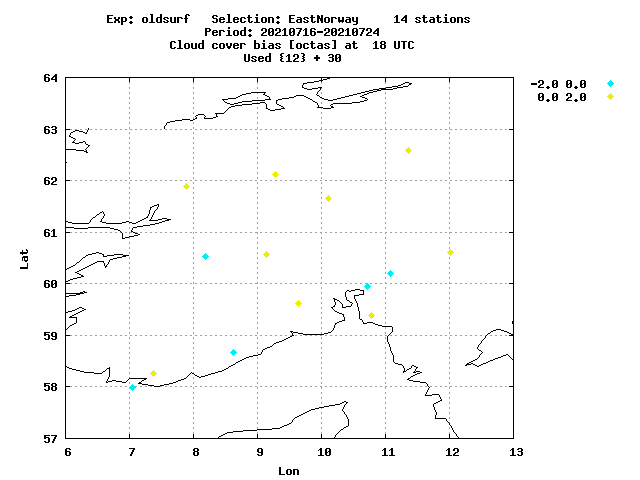 Exp: oldsurf   Selection: EastNorway     14 stations
Period: 20210716-20210724
Cloud cover bias [octas] at  18 UTC
Used {12} + 30
-2.0 0.0
0.0 2.0
64
63
62
61
60
59
58
57
Lat
6 7 8 9 10 11 12 13
Lon